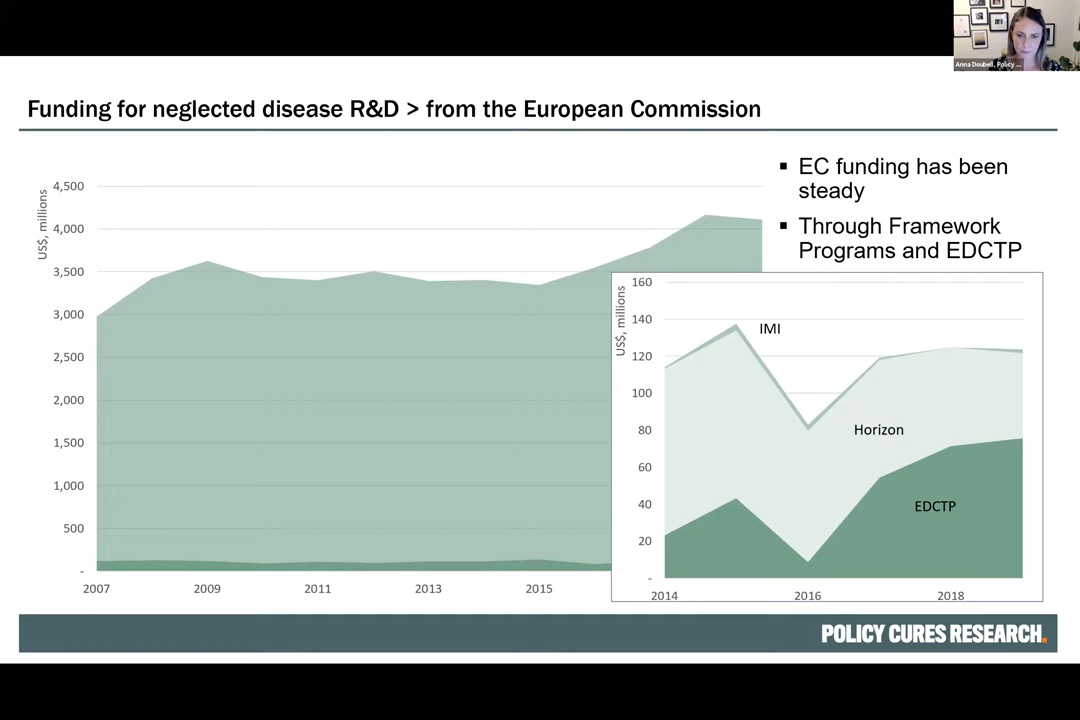 Anna Doubell, Policy ...
Funding for neglected disease R&D > from the European Commission
US$, millions
4,500
4,000
3,500
3,000
2,500
2,000
1,500
1,000
500
-
2007
2009
2011
2013
2015
▪ EC funding has been
steady
▪ Through Framework
Programs and EDCTP
US$, millions
160
140
120
100
80
60
40
20
-
2014
2016
2018
IMI
Horizon
EDCTP
POLICY CURES RESEARCH.